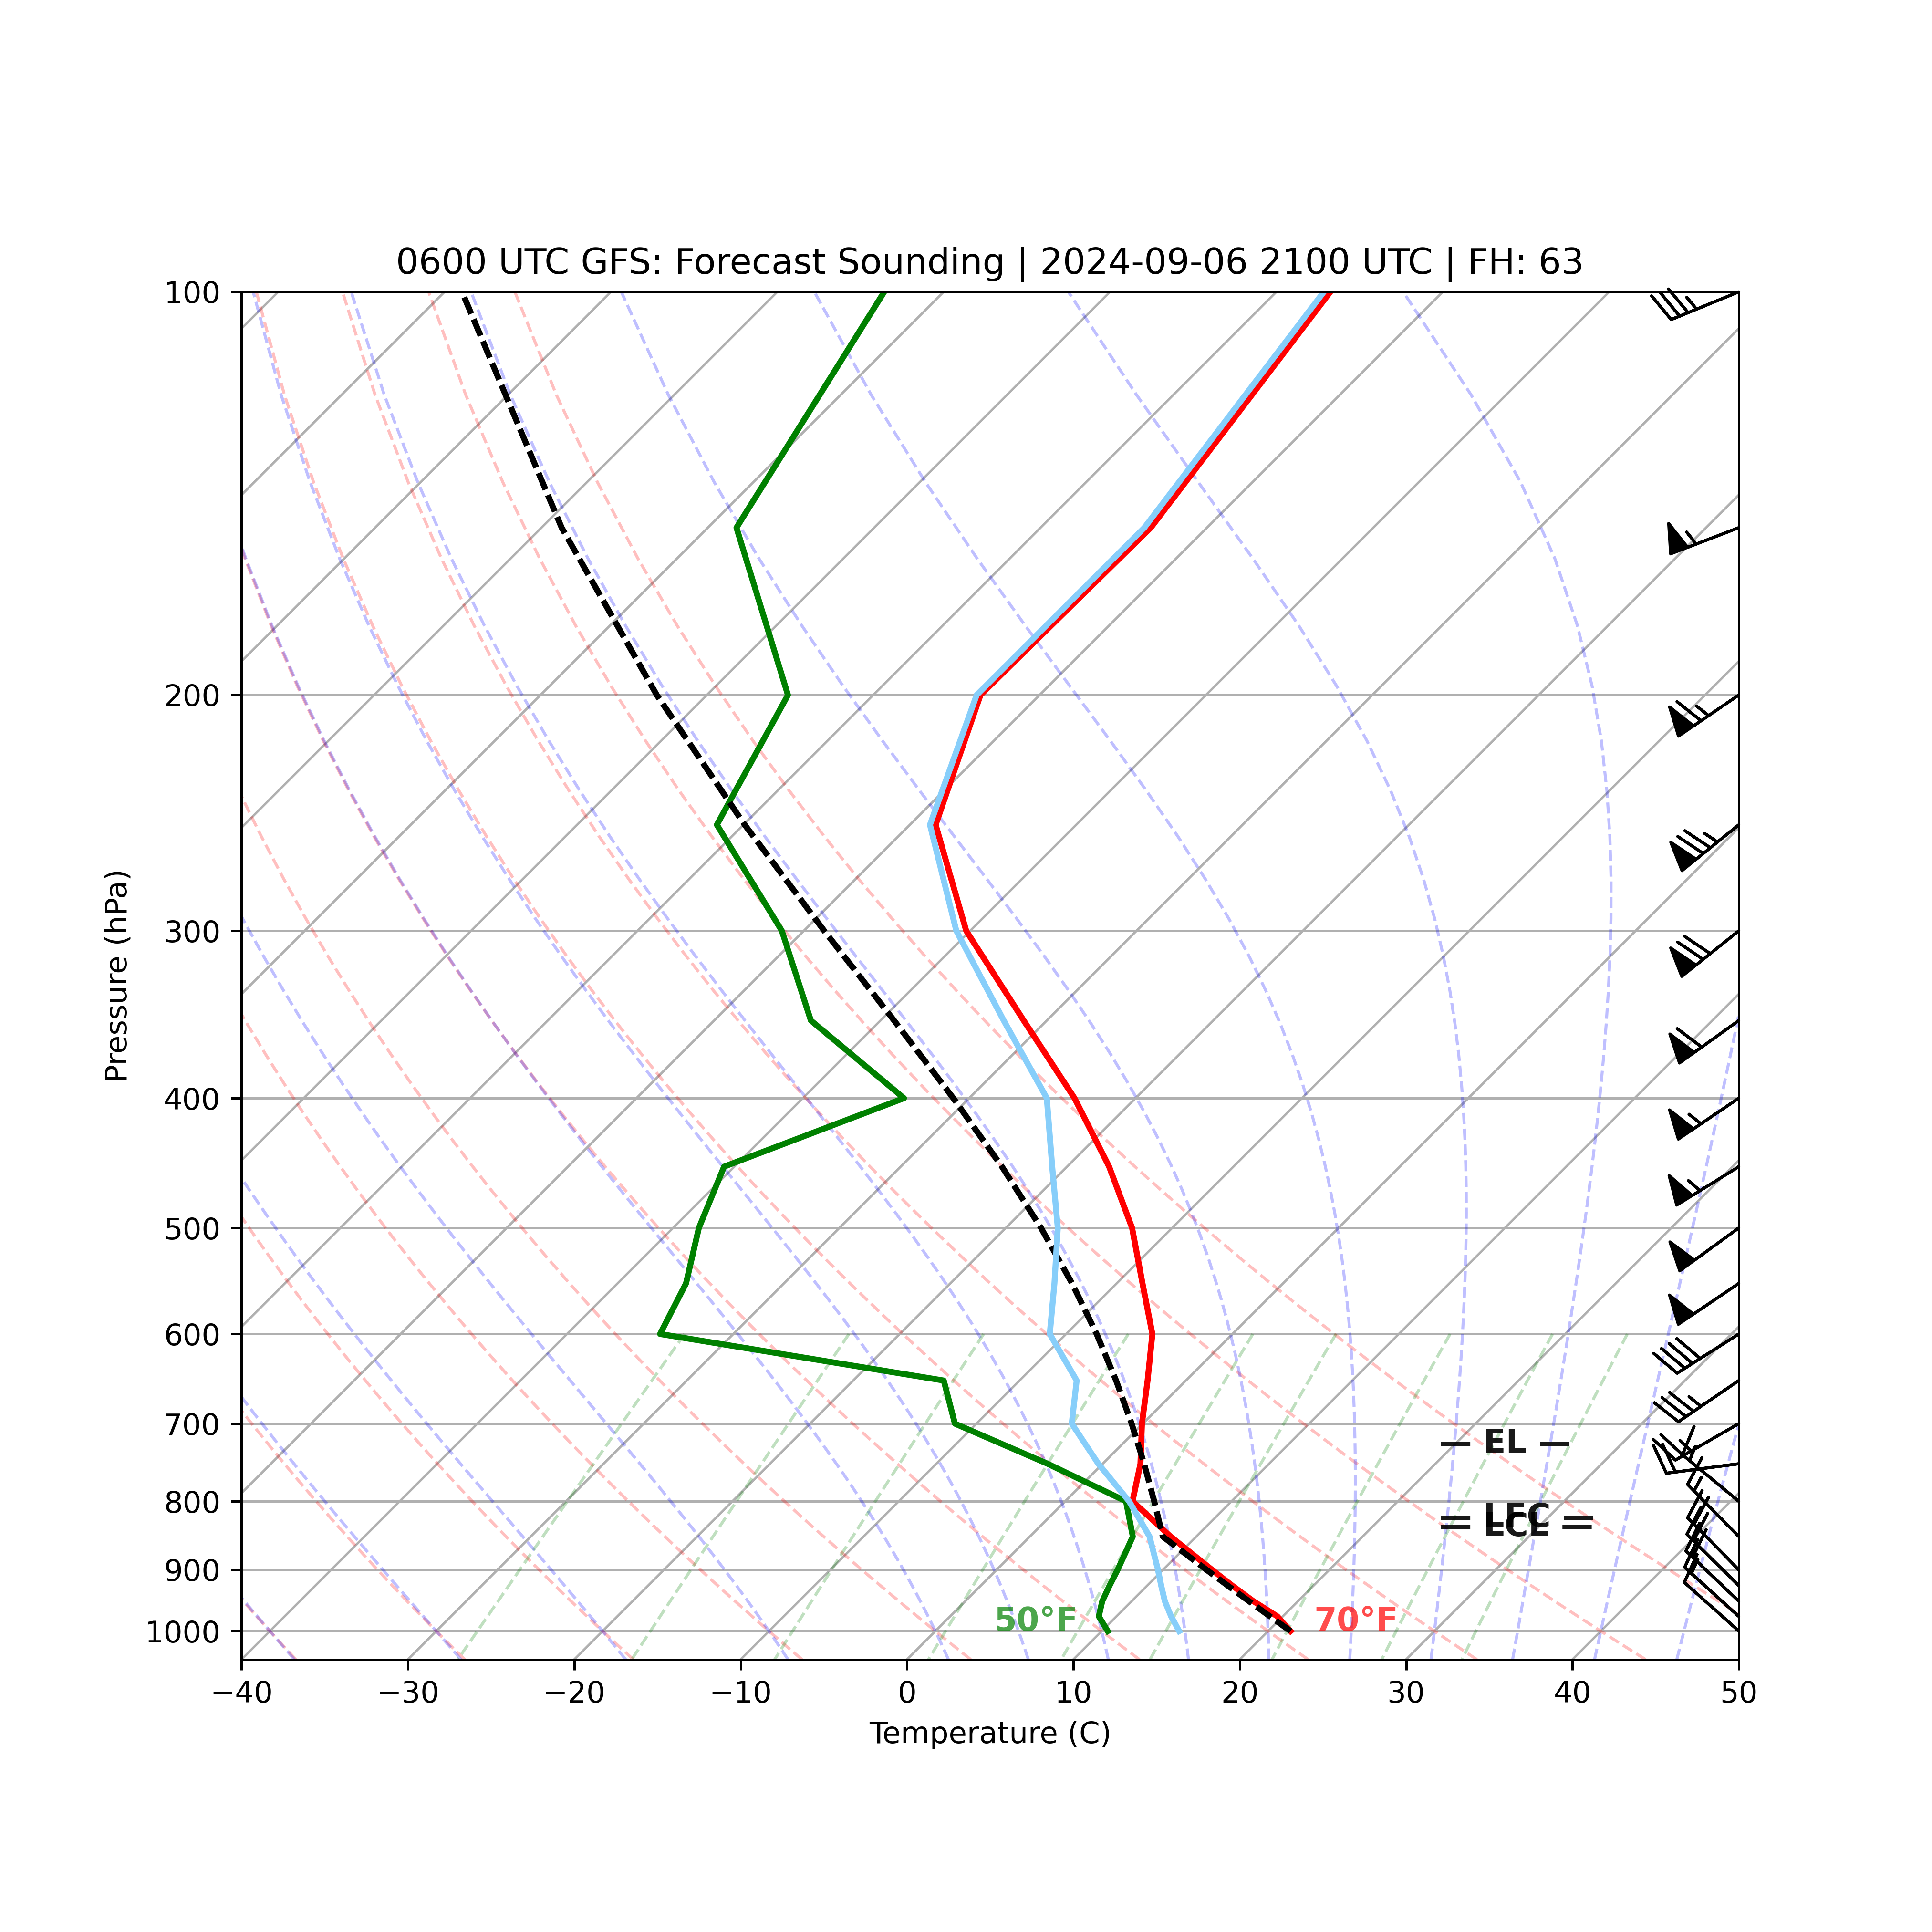 0600 UTC GFS: Forecast Sounding | 2024-09-06 2100 UTC | FH: 63
100
200
300
400
500
600
700
800
900
1000
Pressure (hPa)
— EL —
— LFC —
— LCL —
50°F
70°F
−40 −30 −20 −10 0 10 20 30 40 50
Temperature (C)